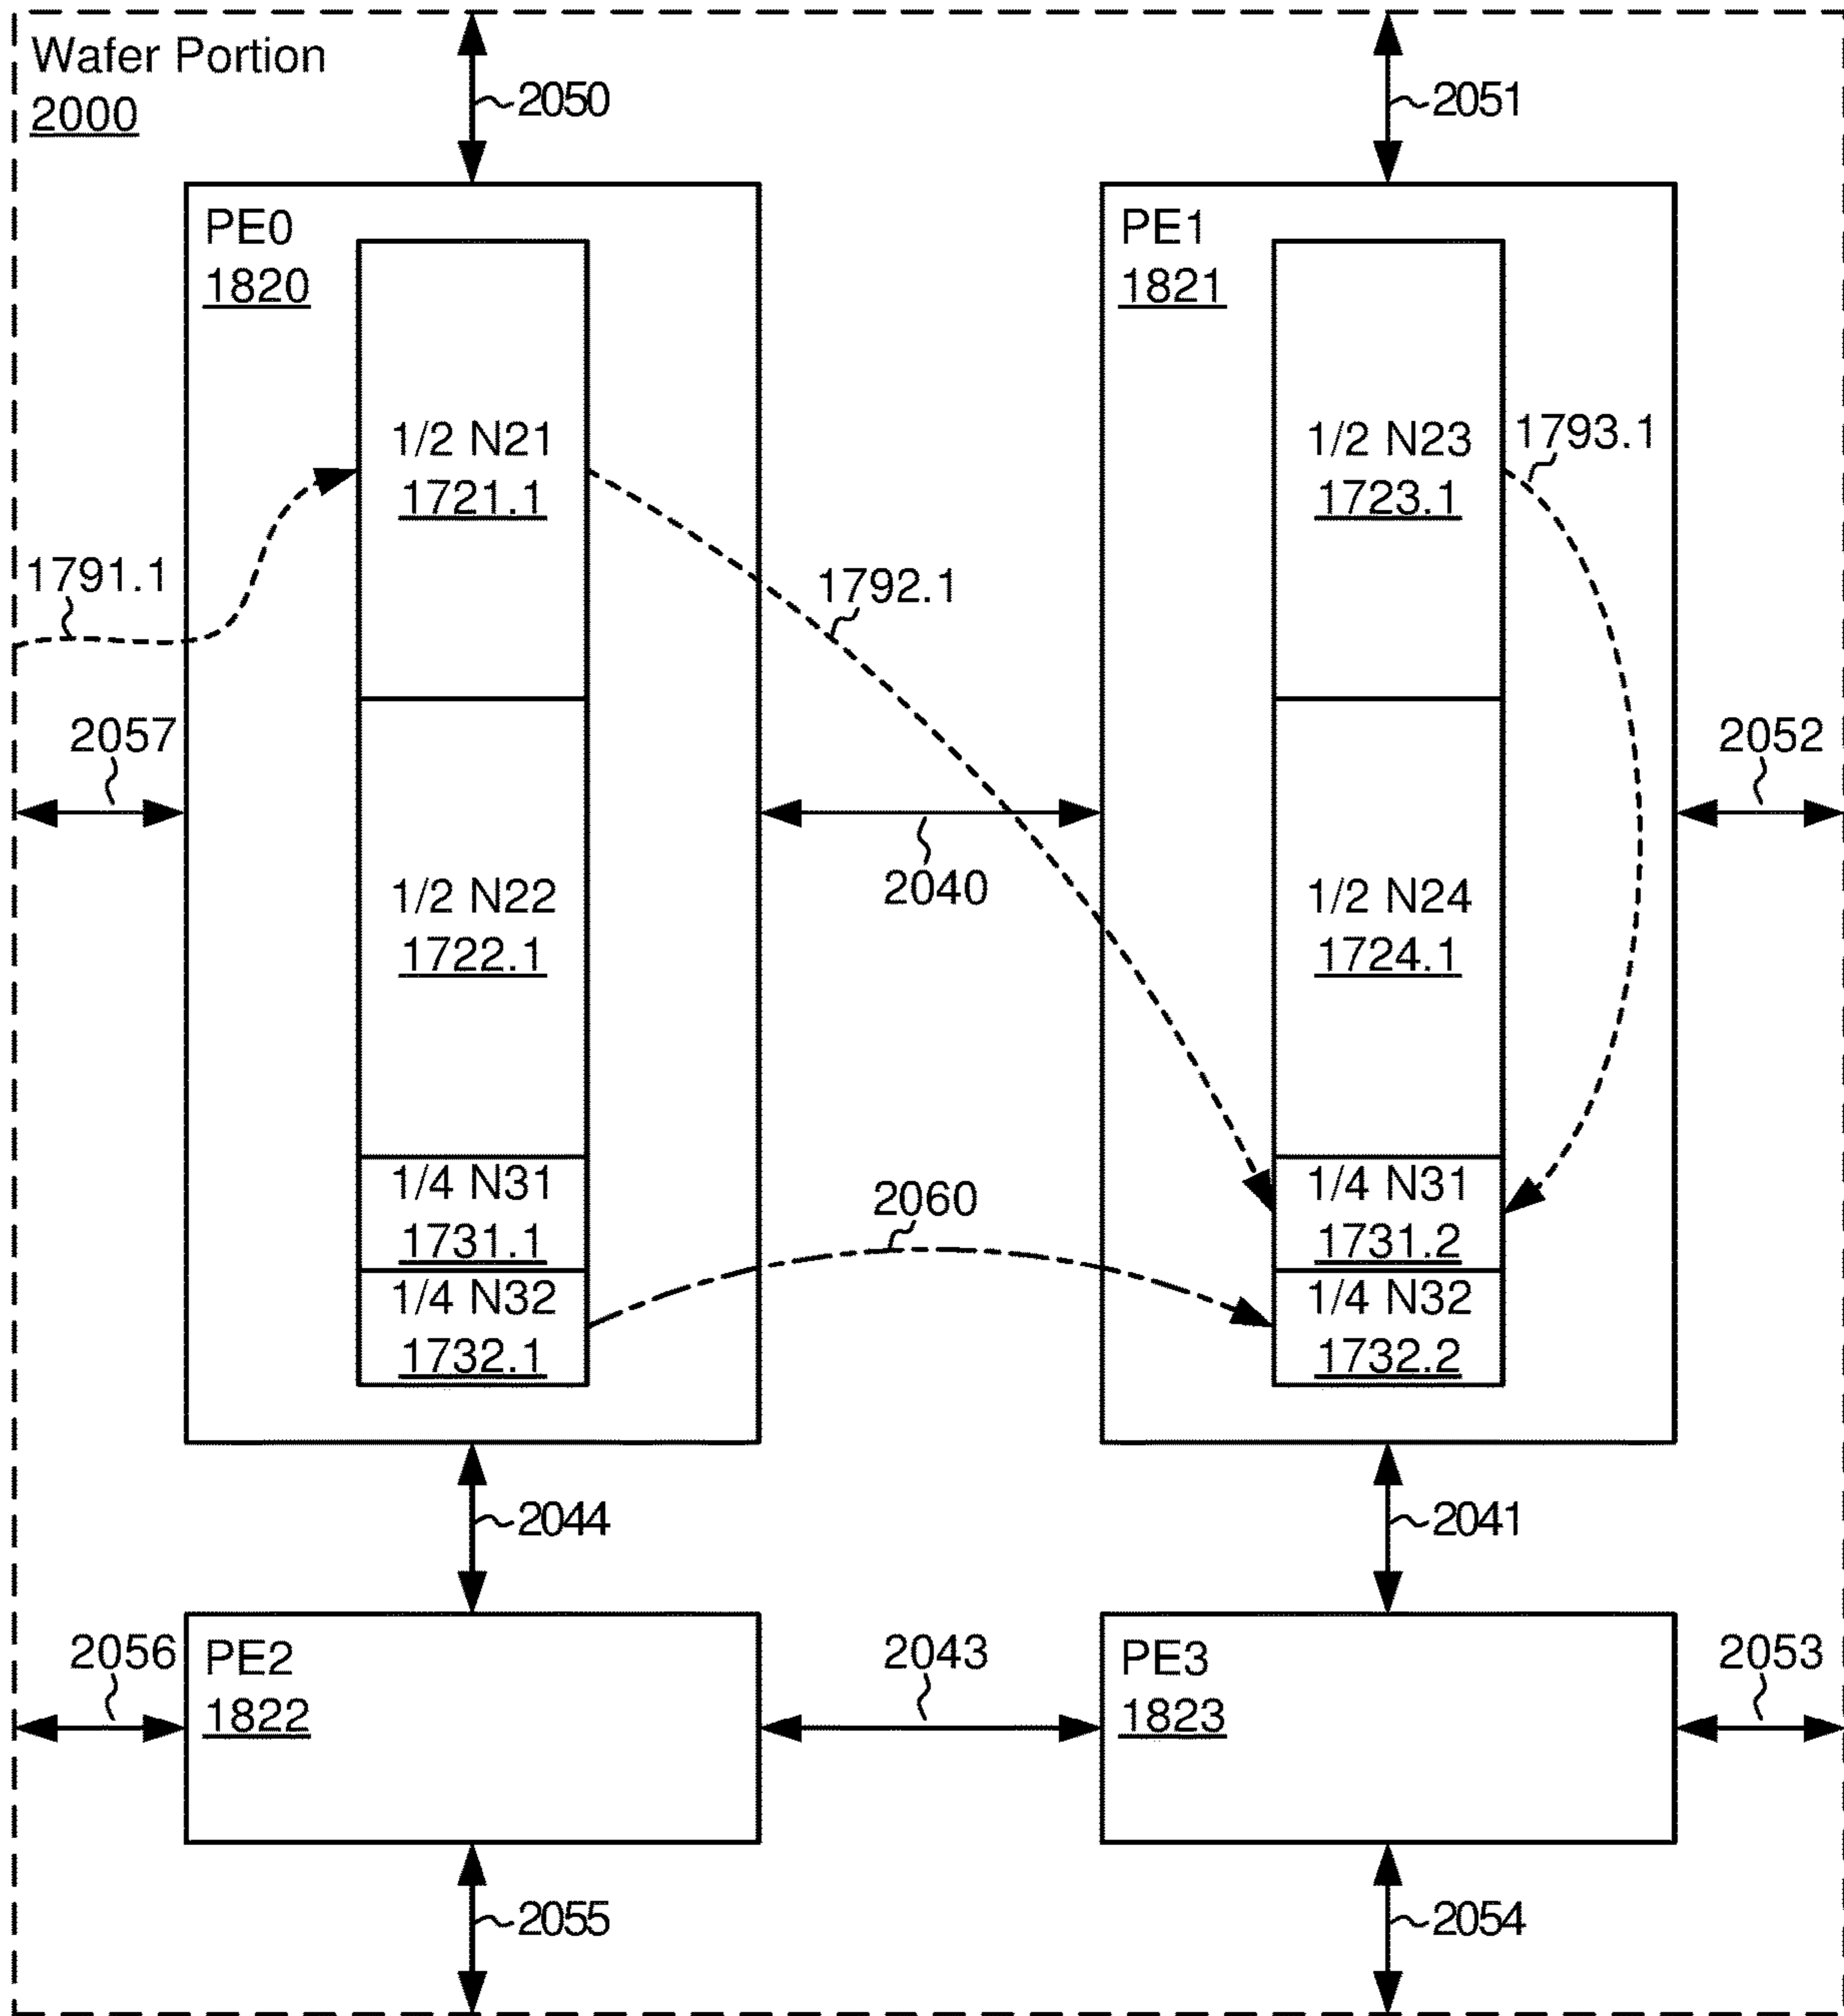 Wafer Portion
2000
2050
2051
PE0
1820
PE1
1821
1/2 N21
1721.1
1/2 N23
1723.1
1793.1
1791.1
1792.1
2057
2052
2040
1/2 N22
1722.1
1/2 N24
1724.1
1/4 N31
1731.1
2060
1/4 N31
1731.2
1/4 N32
1732.1
1/4 N32
1732.2
2044
2041
2056
PE2
1822
2043
PE3
1823
2053
2055
2054